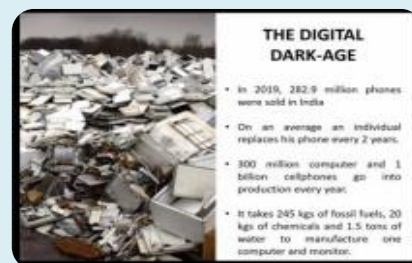 THE DIGITAL
DARK-AGE
• In 2019, 282.9 million phones
were sold in India
• On an average an individual
replaces his phone every 2 years.
• 300 million computer and 1
billion cellphones go into
production every year.
• It takes 245 kgs of fossil fuels, 20
kgs of chemicals and 1.5 tons of
water to manufacture one
computer and monitor.